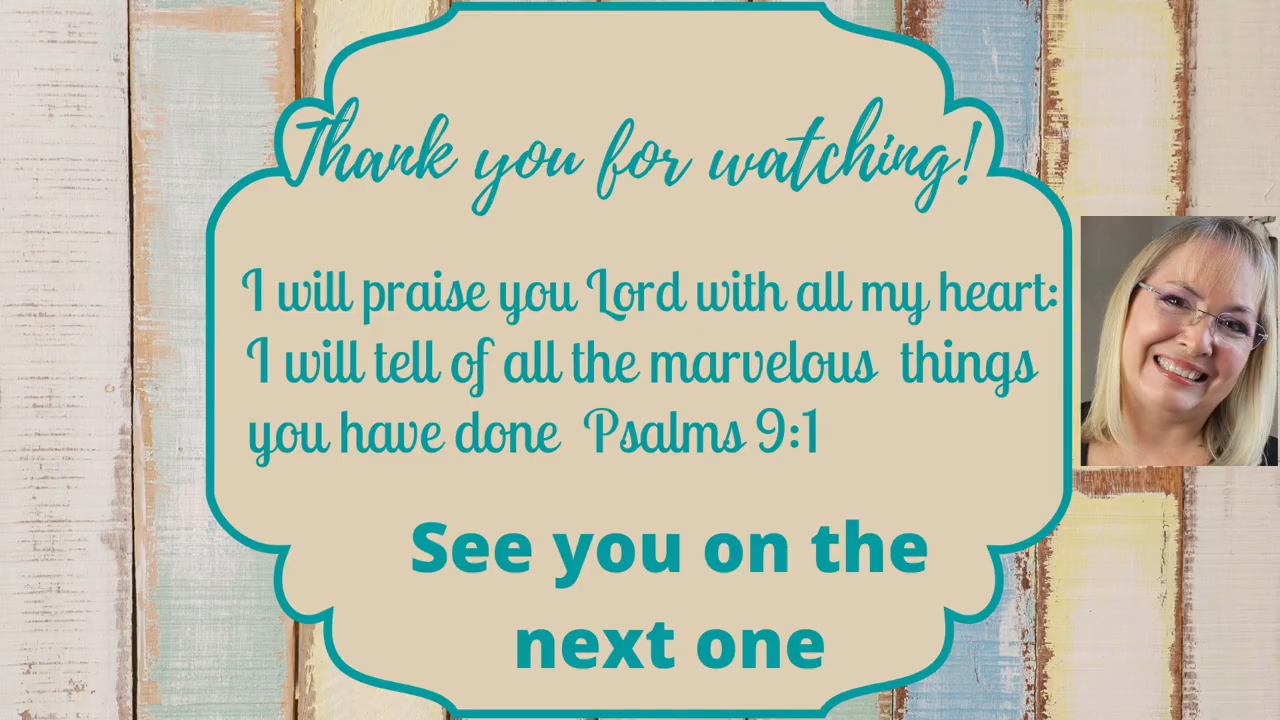 Thank you for watching!
I will praise you Lord with all my heart:
I will tell of all the marvelous things
you have done Psalms 9:1
See you on the
next one